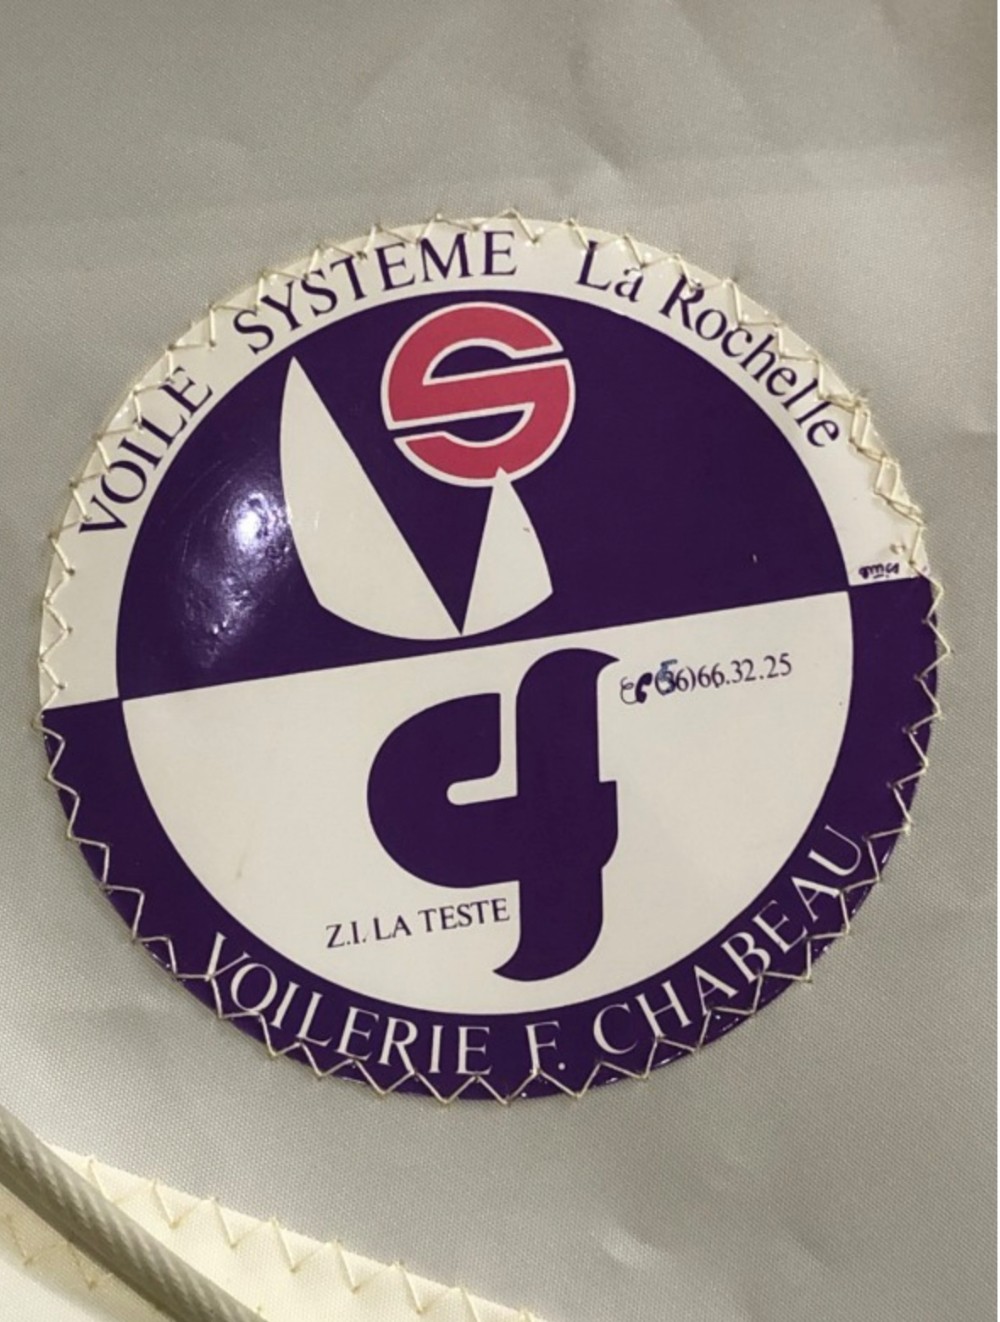 VOILE SYSTEME La Rochelle
S
(56)66.32.25
cf
Z.I. LA TESTE
VOILERIE F. CHABEAU